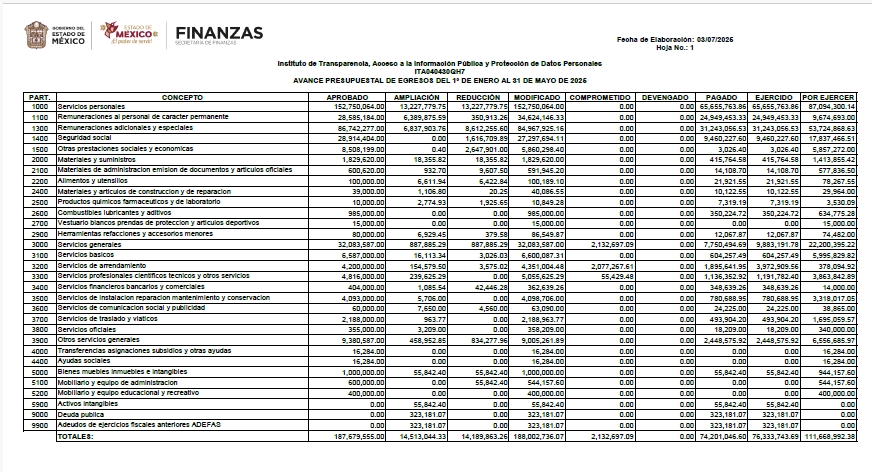 GOBIERNO DEL
ESTADO DE
MÉXICO
ESTADO DE
MÉXICO
¡El poder de servir!
FINANZAS
SECRETARÍA DE FINANZAS
Fecha de Elaboración: 03/07/2025
Hoja No.: 1
Instituto de Transparencia, Acceso a la Información Pública y Protección de Datos Personales
ITA040430GH7
AVANCE PRESUPUESTAL DE EGRESOS DEL 1º DE ENERO AL 31 DE MAYO DE 2025
PART. CONCEPTO APROBADO AMPLIACIÓN REDUCCIÓN MODIFICADO COMPROMETIDO DEVENGADO PAGADO EJERCIDO POR EJERCER
1000 Servicios personales 152,750,064.00 13,227,779.75 13,227,779.75 152,750,064.00 0.00 0.00 65,655,763.86 65,655,763.86 87,094,300.14
1100 Remuneraciones al personal de caracter permanente 28,585,184.00 6,389,875.59 350,913.26 34,624,146.33 0.00 0.00 24,949,453.33 24,949,453.33 9,674,693.00
1300 Remuneraciones adicionales y especiales 86,742,277.00 6,837,903.76 8,612,255.60 84,967,925.16 0.00 0.00 31,243,056.53 31,243,056.53 53,724,868.63
1400 Seguridad social 28,914,404.00 0.00 1,616,709.89 27,297,694.11 0.00 0.00 9,460,227.60 9,460,227.60 17,837,466.51
1500 Otras prestaciones sociales y economicas 8,508,199.00 0.40 2,647,901.00 5,860,298.40 0.00 0.00 3,026.40 3,026.40 5,857,272.00
2000 Materiales y suministros 1,829,620.00 18,355.82 18,355.82 1,829,620.00 0.00 0.00 415,764.58 415,764.58 1,413,855.42
2100 Materiales de administracion emision de documentos y articulos oficiales 600,620.00 932.70 9,607.50 591,945.20 0.00 0.00 14,108.70 14,108.70 577,836.50
2200 Alimentos y utensilios 100,000.00 6,611.94 6,422.84 100,189.10 0.00 0.00 21,921.55 21,921.55 78,267.55
2400 Materiales y articulos de construccion y de reparacion 39,000.00 1,106.80 20.25 40,086.55 0.00 0.00 10,122.55 10,122.55 29,964.00
2500 Productos quimicos farmaceuticos y de laboratorio 10,000.00 2,774.93 1,925.65 10,849.28 0.00 0.00 7,319.19 7,319.19 3,530.09
2600 Combustibles lubricantes y aditivos 985,000.00 0.00 0.00 985,000.00 0.00 0.00 350,224.72 350,224.72 634,775.28
2700 Vestuario blancos prendas de proteccion y articulos deportivos 15,000.00 0.00 0.00 15,000.00 0.00 0.00 0.00 0.00 15,000.00
2900 Herramientas refacciones y accesorios menores 80,000.00 6,929.45 379.58 86,549.87 0.00 0.00 12,067.87 12,067.87 74,482.00
3000 Servicios generales 32,083,587.00 887,885.29 887,885.29 32,083,587.00 2,132,697.09 0.00 7,750,494.69 9,883,191.78 22,200,395.22
3100 Servicios basicos 6,587,000.00 16,113.34 3,026.03 6,600,087.31 0.00 0.00 604,257.49 604,257.49 5,995,829.82
3200 Servicios de arrendamiento 4,200,000.00 154,579.50 3,575.02 4,351,004.48 2,077,267.61 0.00 1,895,641.95 3,972,909.56 378,094.92
3300 Servicios profesionales cientificos tecnicos y otros servicios 4,816,000.00 239,625.29 0.00 5,055,625.29 55,429.48 0.00 1,136,352.92 1,191,782.40 3,863,842.89
3400 Servicios financieros bancarios y comerciales 404,000.00 1,085.54 42,446.28 362,639.26 0.00 0.00 348,639.26 348,639.26 14,000.00
3500 Servicios de instalacion reparacion mantenimiento y conservacion 4,093,000.00 5,706.00 0.00 4,098,706.00 0.00 0.00 780,688.95 780,688.95 3,318,017.05
3600 Servicios de comunicacion social y publicidad 60,000.00 7,650.00 4,560.00 63,090.00 0.00 0.00 24,225.00 24,225.00 38,865.00
3700 Servicios de traslado y viaticos 2,188,000.00 963.77 0.00 2,188,963.77 0.00 0.00 493,904.20 493,904.20 1,695,059.57
3800 Servicios oficiales 355,000.00 3,209.00 0.00 358,209.00 0.00 0.00 18,209.00 18,209.00 340,000.00
3900 Otros servicios generales 9,380,587.00 458,952.85 834,277.96 9,005,261.89 0.00 0.00 2,448,575.92 2,448,575.92 6,556,685.97
4000 Transferencias asignaciones subsidios y otras ayudas 16,284.00 0.00 0.00 16,284.00 0.00 0.00 0.00 0.00 16,284.00
4400 Ayudas sociales 16,284.00 0.00 0.00 16,284.00 0.00 0.00 0.00 0.00 16,284.00
5000 Bienes muebles inmuebles e intangibles 1,000,000.00 55,842.40 55,842.40 1,000,000.00 0.00 0.00 55,842.40 55,842.40 944,157.60
5100 Mobiliario y equipo de administracion 600,000.00 0.00 55,842.40 544,157.60 0.00 0.00 0.00 0.00 544,157.60
5200 Mobiliario y equipo educacional y recreativo 400,000.00 0.00 0.00 400,000.00 0.00 0.00 0.00 0.00 400,000.00
5900 Activos intangibles 0.00 55,842.40 0.00 55,842.40 0.00 0.00 55,842.40 55,842.40 0.00
9000 Deuda publica 0.00 323,181.07 0.00 323,181.07 0.00 0.00 323,181.07 323,181.07 0.00
9900 Adeudos de ejercicios fiscales anteriores ADEFAS 0.00 323,181.07 0.00 323,181.07 0.00 0.00 323,181.07 323,181.07 0.00
TOTALES: 187,679,555.00 14,513,044.33 14,189,863.26 188,002,736.07 2,132,697.09 0.00 74,201,046.60 76,333,743.69 111,668,992.38